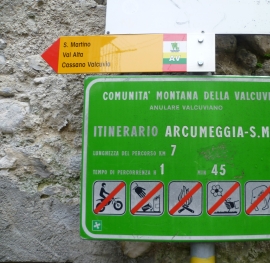 S. Martino
Val Alta
Cassano Valcuvia
AV
COMUNITA' MONTANA DELLA VALCUVI
ANULARE VALCUVIANO
ITINERARIO ARCUMEGGIA-S.M
LUNGHEZZA DEL PERCORSO KM 7
TEMPO DI PERCORRENZA H 1 MIN 45